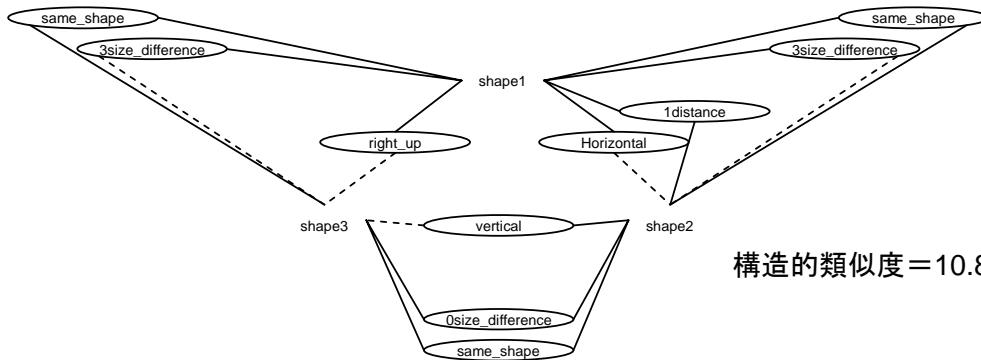 same_shape
same_shape
3size_difference
3size_difference
shape1
1distance
right_up
Horizontal
shape3
vertical
shape2
構造的類似度＝10.8
0size_difference
same_shape